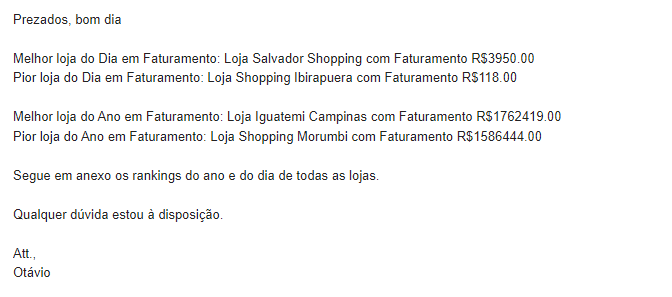 Prezados, bom dia
Melhor loja do Dia em Faturamento: Loja Salvador Shopping com Faturamento R$3950.00
Pior loja do Dia em Faturamento: Loja Shopping Ibirapuera com Faturamento R$118.00
Melhor loja do Ano em Faturamento: Loja Iguatemi Campinas com Faturamento R$1762419.00
Pior loja do Ano em Faturamento: Loja Shopping Morumbi com Faturamento R$1586444.00
Segue em anexo os rankings do ano e do dia de todas as lojas.
Qualquer dúvida estou à disposição.
Att.,
Otávio